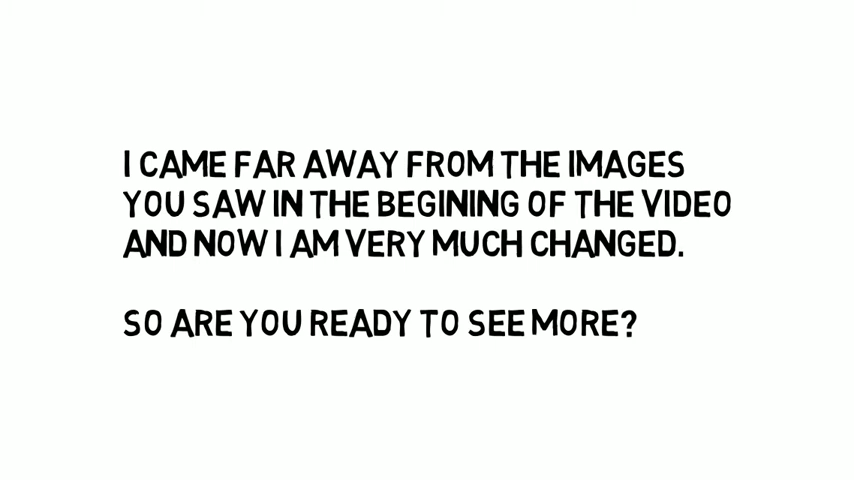 I CAME FAR AWAY FROM THE IMAGES
YOU SAW IN THE BEGINING OF THE VIDEO
AND NOW I AM VERY MUCH CHANGED.
SO ARE YOU READY TO SEE MORE?